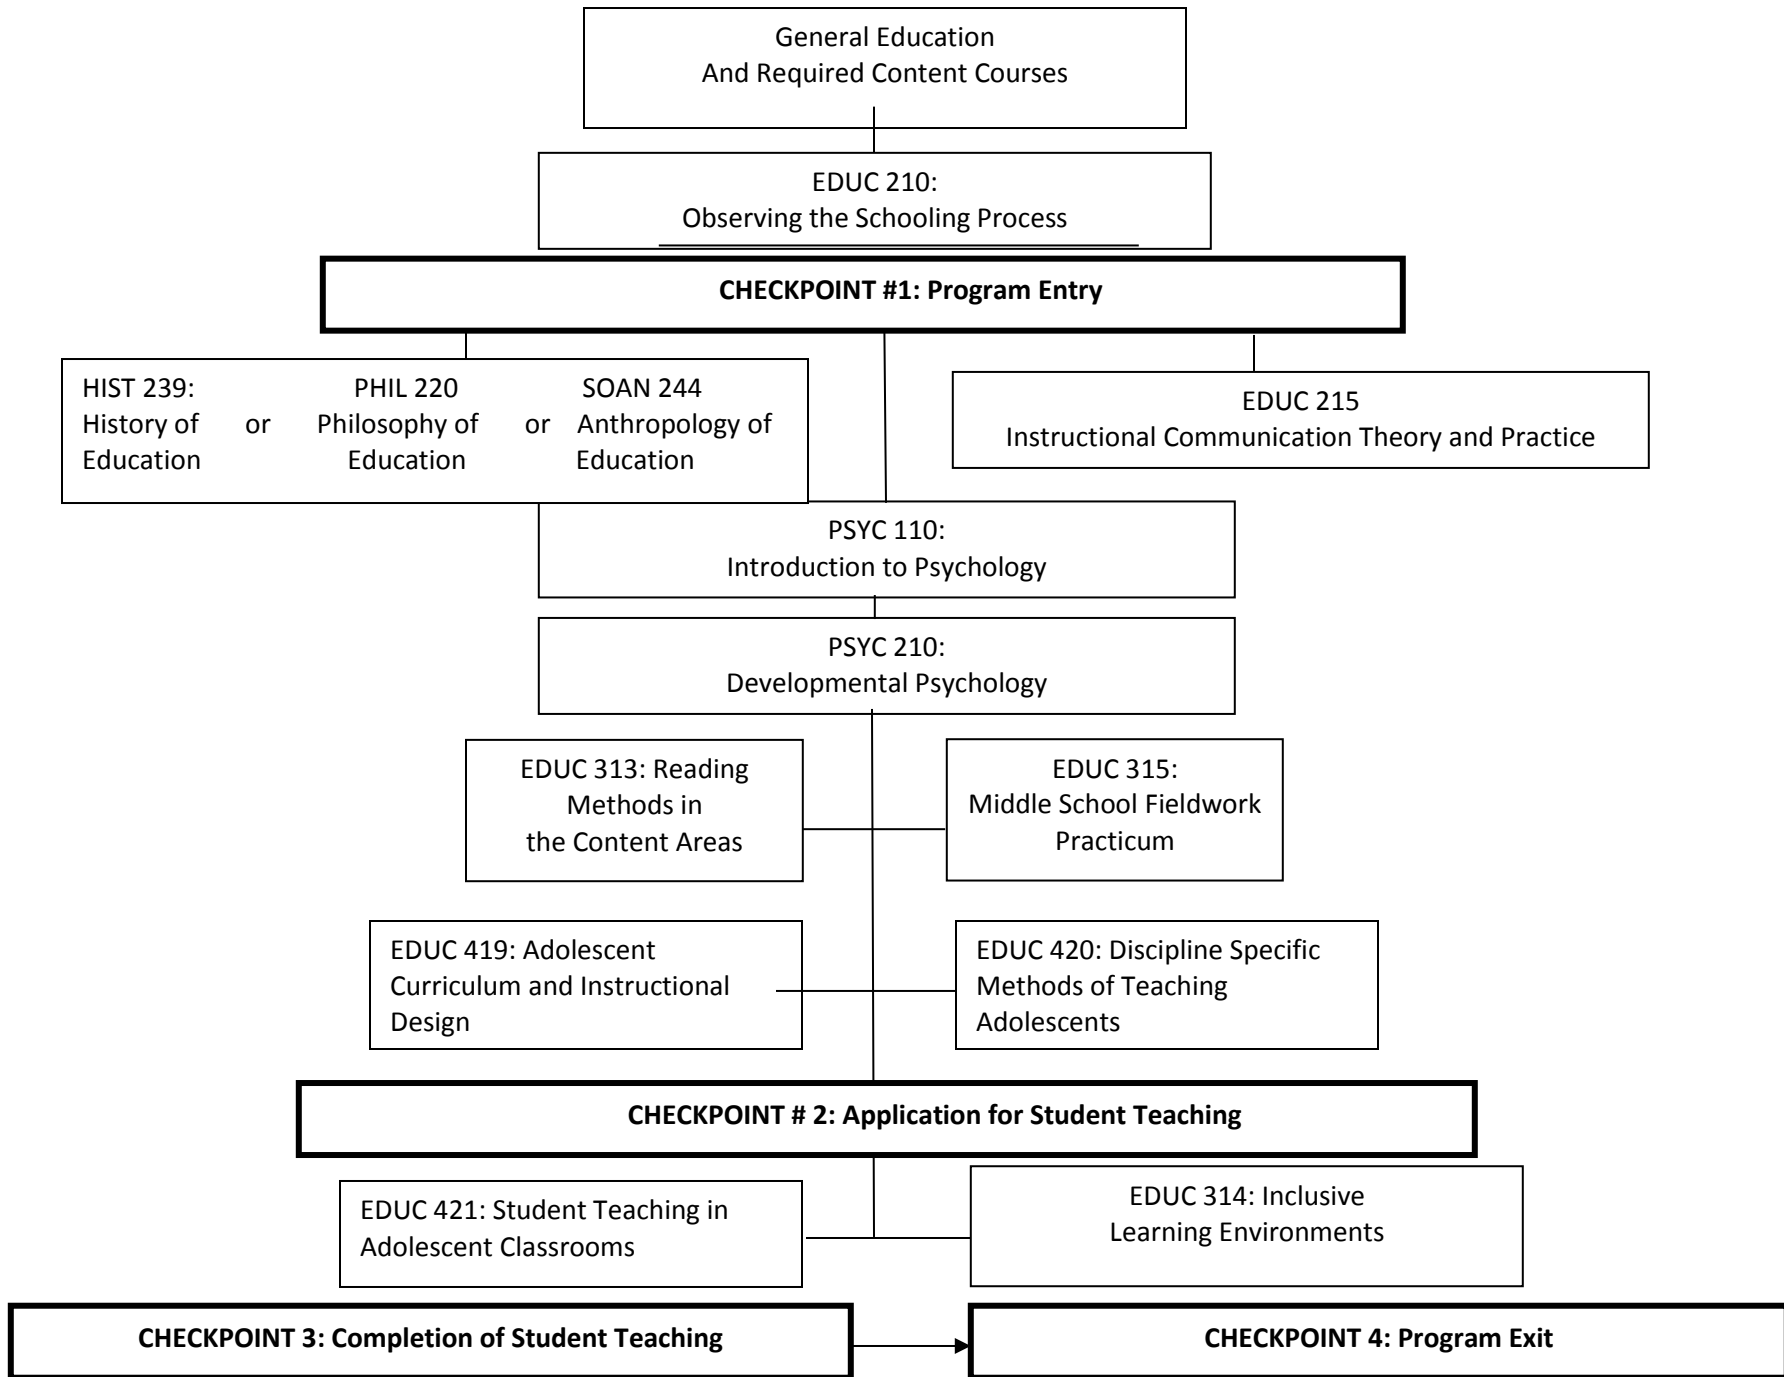 General Education
And Required Content Courses
EDUC 210:
Observing the Schooling Process
CHECKPOINT #1: Program Entry
HIST 239: PHIL 220 SOAN 244
History of or Philosophy of or Anthropology of
Education Education Education
EDUC 215
Instructional Communication Theory and Practice
PSYC 110:
Introduction to Psychology
PSYC 210:
Developmental Psychology
EDUC 313: Reading
Methods in
the Content Areas
EDUC 315:
Middle School Fieldwork
Practicum
EDUC 419: Adolescent
Curriculum and Instructional
Design
EDUC 420: Discipline Specific
Methods of Teaching
Adolescents
CHECKPOINT # 2: Application for Student Teaching
EDUC 421: Student Teaching in
Adolescent Classrooms
EDUC 314: Inclusive
Learning Environments
CHECKPOINT 3: Completion of Student Teaching
CHECKPOINT 4: Program Exit